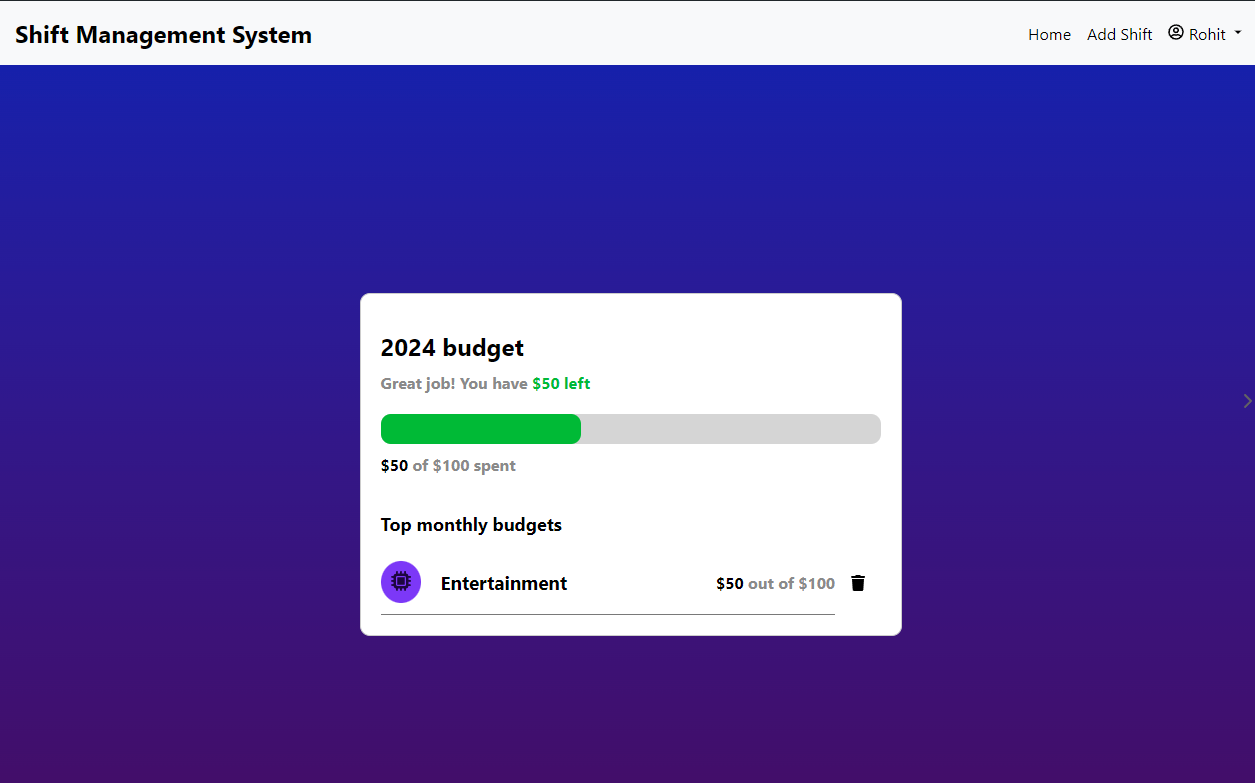 Shift Management System
Home Add Shift Rohit
2024 budget
Great job! You have $50 left
$50 of $100 spent
Top monthly budgets
Entertainment $50 out of $100